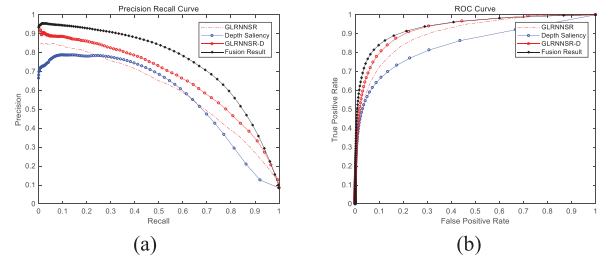 Precision Recall Curve
1
0.9
0.8
0.7
0.6
0.5
0.4
0.3
0.2
0.1
0
Precision
0 0.1 0.2 0.3 0.4 0.5 0.6 0.7 0.8 0.9 1
Recall
GLRNNSR
Depth Saliency
GLRNNSR-D
Fusion Result
(a)
ROC Curve
1
0.9
0.8
0.7
0.6
0.5
0.4
0.3
0.2
0.1
0
True Positive Rate
0 0.1 0.2 0.3 0.4 0.5 0.6 0.7 0.8 0.9 1
False Positive Rate
GLRNNSR
Depth Saliency
GLRNNSR-D
Fusion Result
(b)